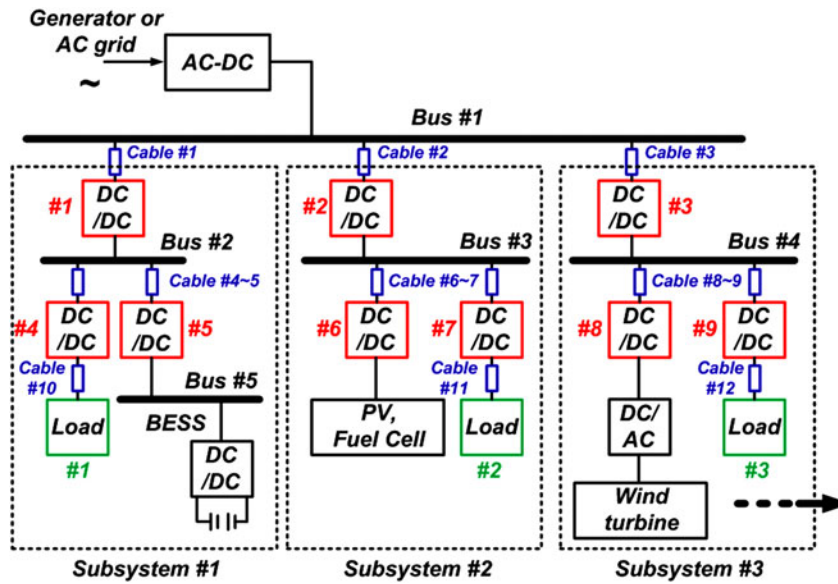 Generator or
AC grid
~
AC-DC
Bus #1
Cable #1
Cable #2
Cable #3
#1
DC
/DC
#2
DC
/DC
DC
/DC
#3
Bus #2
Bus #3
Bus #4
Cable #4~5
Cable #6~7
Cable #8~9
#4
DC
/DC
DC
/DC
#5
#6
DC
/DC
#7
DC
/DC
#8
DC
/DC
#9
DC
/DC
Cable
#10
Cable
#11
Cable
#12
Bus #5
Load
#1
BESS
DC
/DC
PV,
Fuel Cell
Load
#2
DC/
AC
Load
#3
Wind
turbine
Subsystem #1
Subsystem #2
Subsystem #3